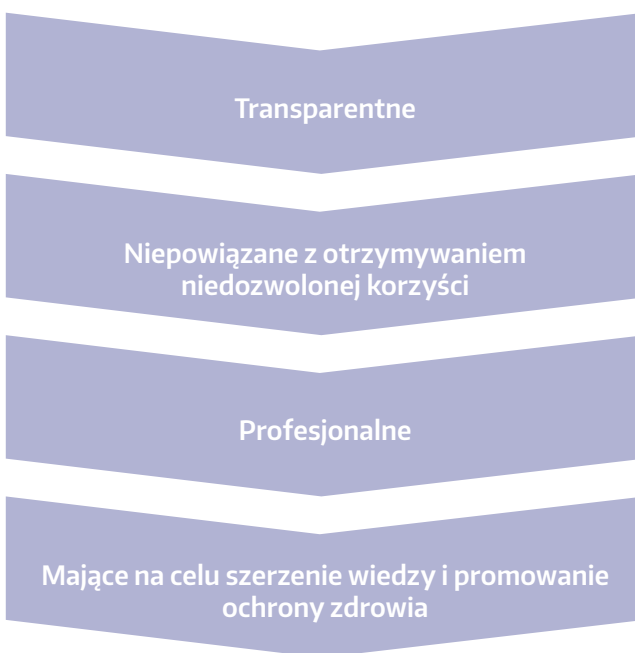 Transparentne
Niepowiązane z otrzymywaniem
niedozwolonej korzyści
Profesjonalne
Mające na celu szerzenie wiedzy i promowanie
ochrony zdrowia